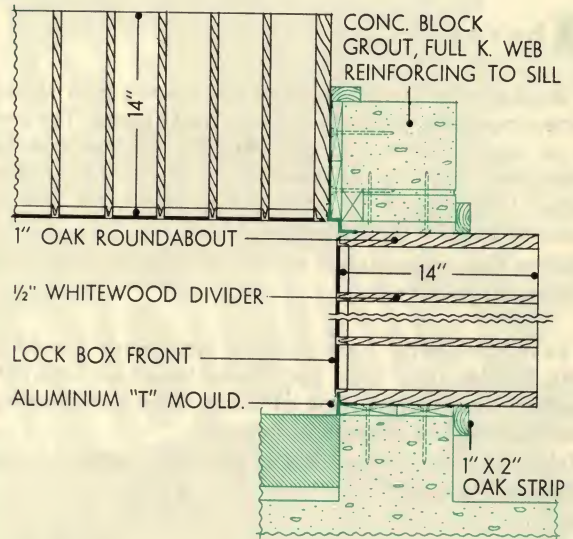 CONC. BLOCK
GROUT, FULL K. WEB
REINFORCING TO SILL
14"
1" OAK ROUNDABOUT
14"
½" WHITEWOOD DIVIDER
LOCK BOX FRONT
ALUMINUM "T" MOULD.
1" X 2"
OAK STRIP